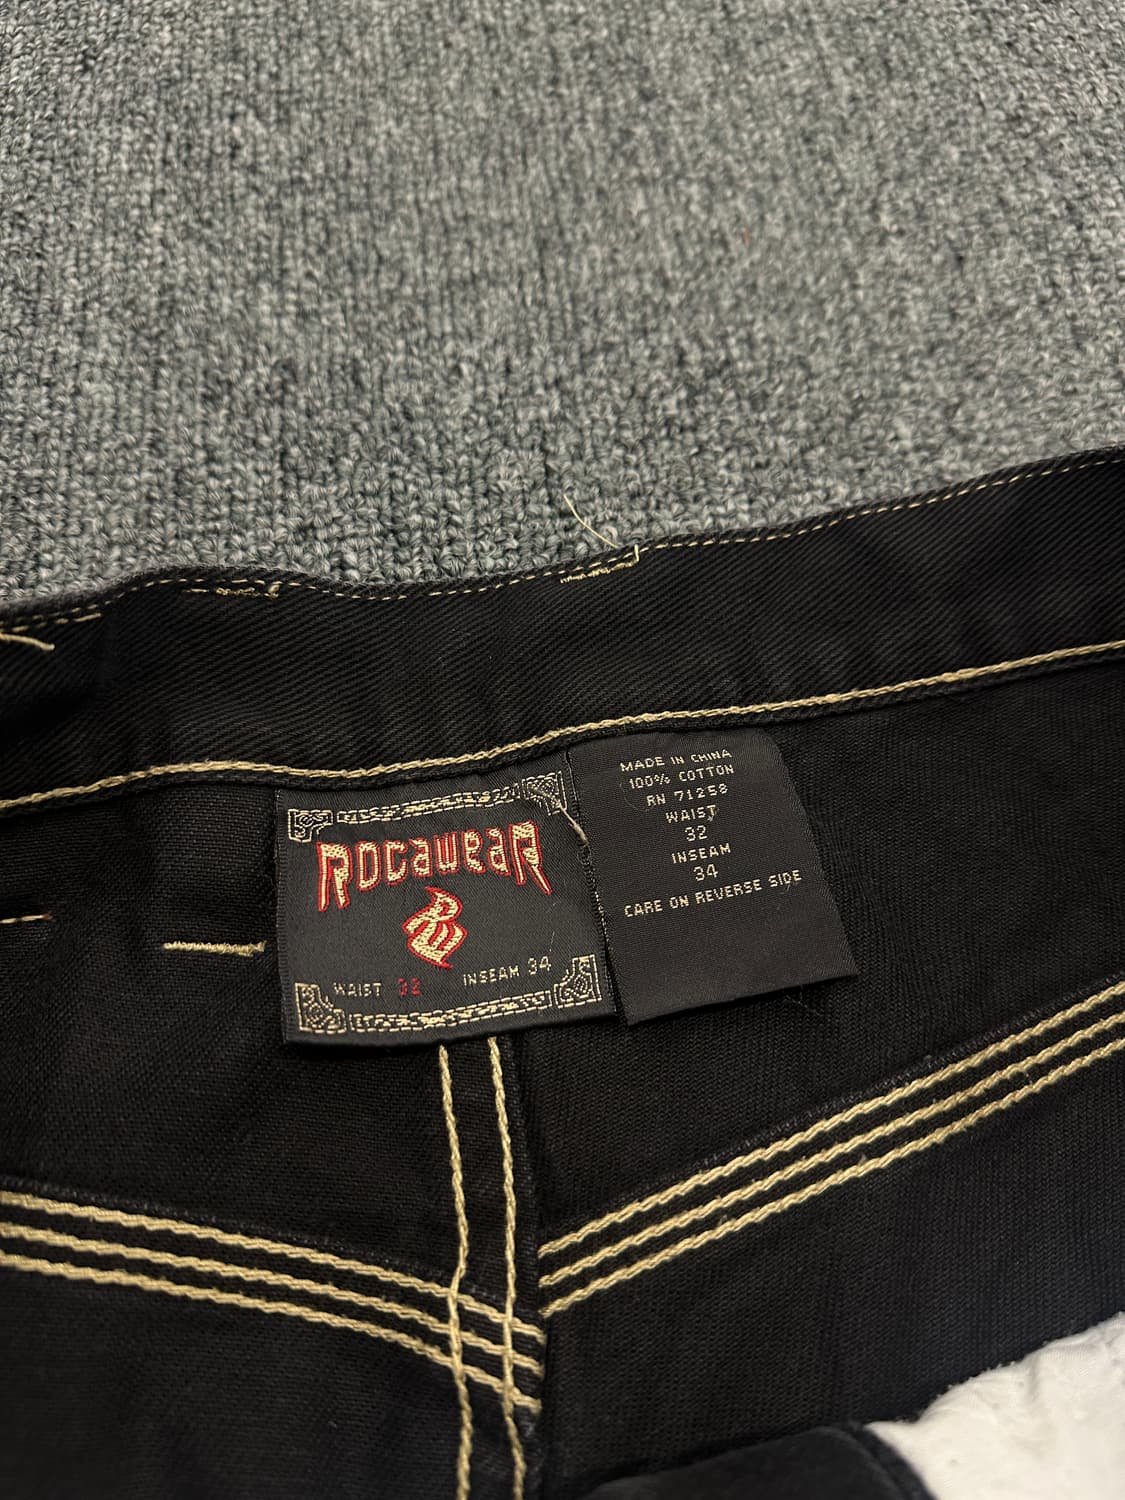 ROCAWEAR
R
WAIST 32 INSEAM 34
MADE IN CHINA
100% COTTON
RN 71258
WAIST
32
INSEAM
34
CARE ON REVERSE SIDE